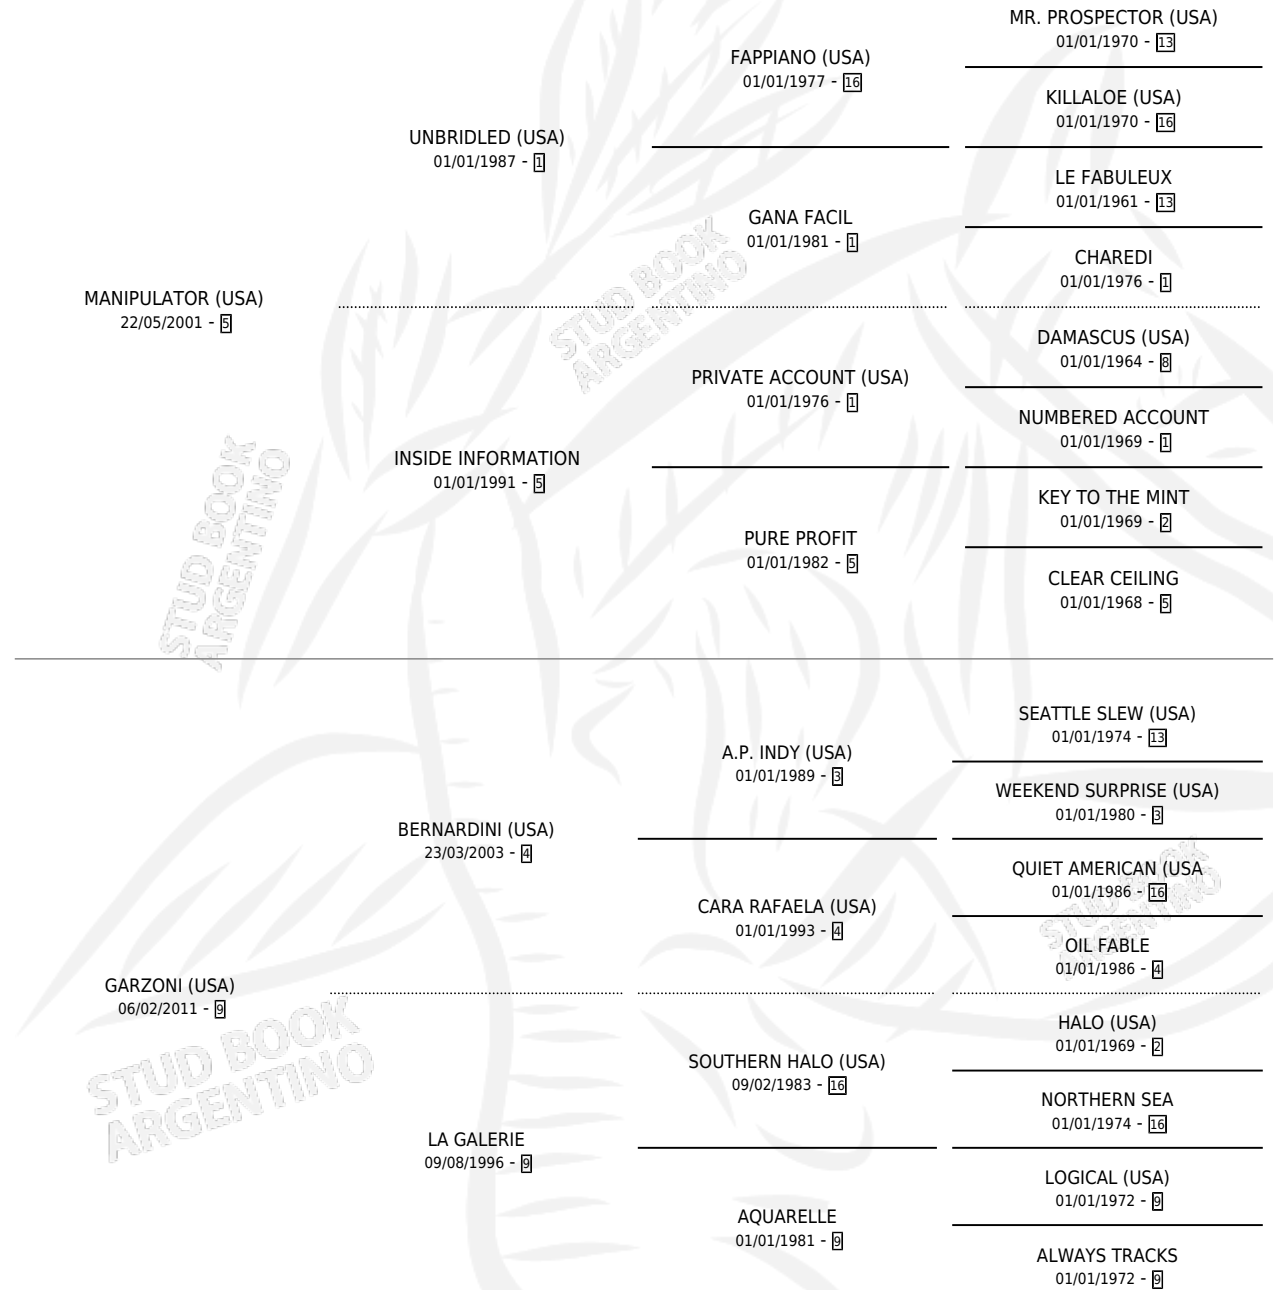 MR. PROSPECTOR (USA)
01/01/1970 - 13
FAPPIANO (USA)
01/01/1977 - 16
KILLALOE (USA)
01/01/1970 - 16
UNBRIDLED (USA)
01/01/1987 - 1
LE FABULEUX
01/01/1961 - 13
GANA FACIL
01/01/1981 - 1
CHAREDI
01/01/1976 - 1
MANIPULATOR (USA)
22/05/2001 - 5
DAMASCUS (USA)
01/01/1964 - 8
PRIVATE ACCOUNT (USA)
01/01/1976 - 1
NUMBERED ACCOUNT
01/01/1969 - 1
INSIDE INFORMATION
01/01/1991 - 5
KEY TO THE MINT
01/01/1969 - 2
PURE PROFIT
01/01/1982 - 5
CLEAR CEILING
01/01/1968 - 5
STUD BOOK
ARGENTINO
STUD BOOK
ARGENTINO
SEATTLE SLEW (USA)
01/01/1974 - 13
A.P. INDY (USA)
01/01/1989 - 3
WEEKEND SURPRISE (USA)
01/01/1980 - 3
BERNARDINI (USA)
23/03/2003 - 4
QUIET AMERICAN (USA
01/01/1986 - 16
CARA RAFAELA (USA)
01/01/1993 - 4
OIL FABLE
01/01/1986 - 4
GARZONI (USA)
06/02/2011 - 9
HALO (USA)
01/01/1969 - 2
SOUTHERN HALO (USA)
09/02/1983 - 16
NORTHERN SEA
01/01/1974 - 16
LA GALERIE
09/08/1996 - 9
LOGICAL (USA)
01/01/1972 - 9
AQUARELLE
01/01/1981 - 9
ALWAYS TRACKS
01/01/1972 - 9
STUD BOOK
ARGENTINO
STUD BOOK
ARGENTINO